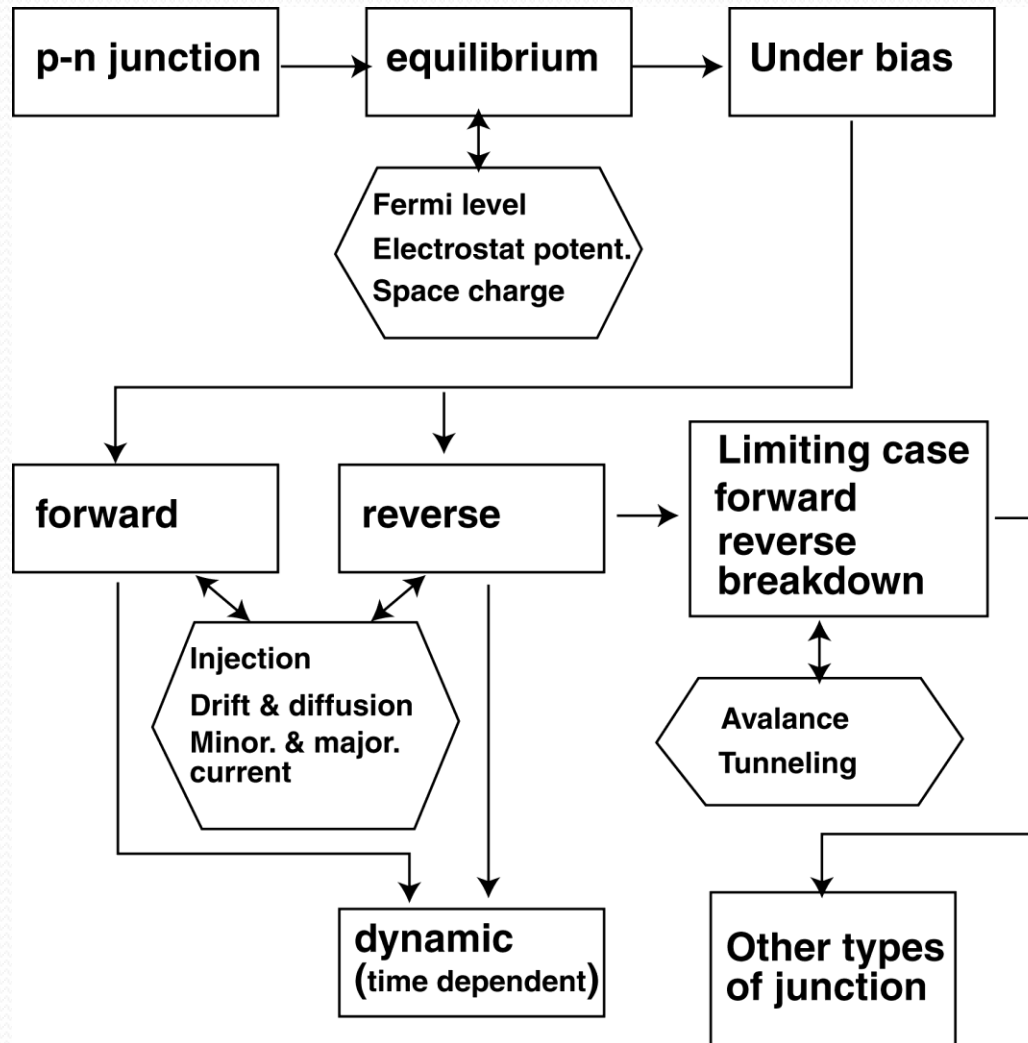 p-n junction
equilibrium
Under bias
Fermi level
Electrostat potent.
Space charge
forward
reverse
Limiting case
forward
reverse
breakdown
Injection
Drift & diffusion
Minor. & major.
current
Avalance
Tunneling
dynamic
(time dependent)
Other types
of junction